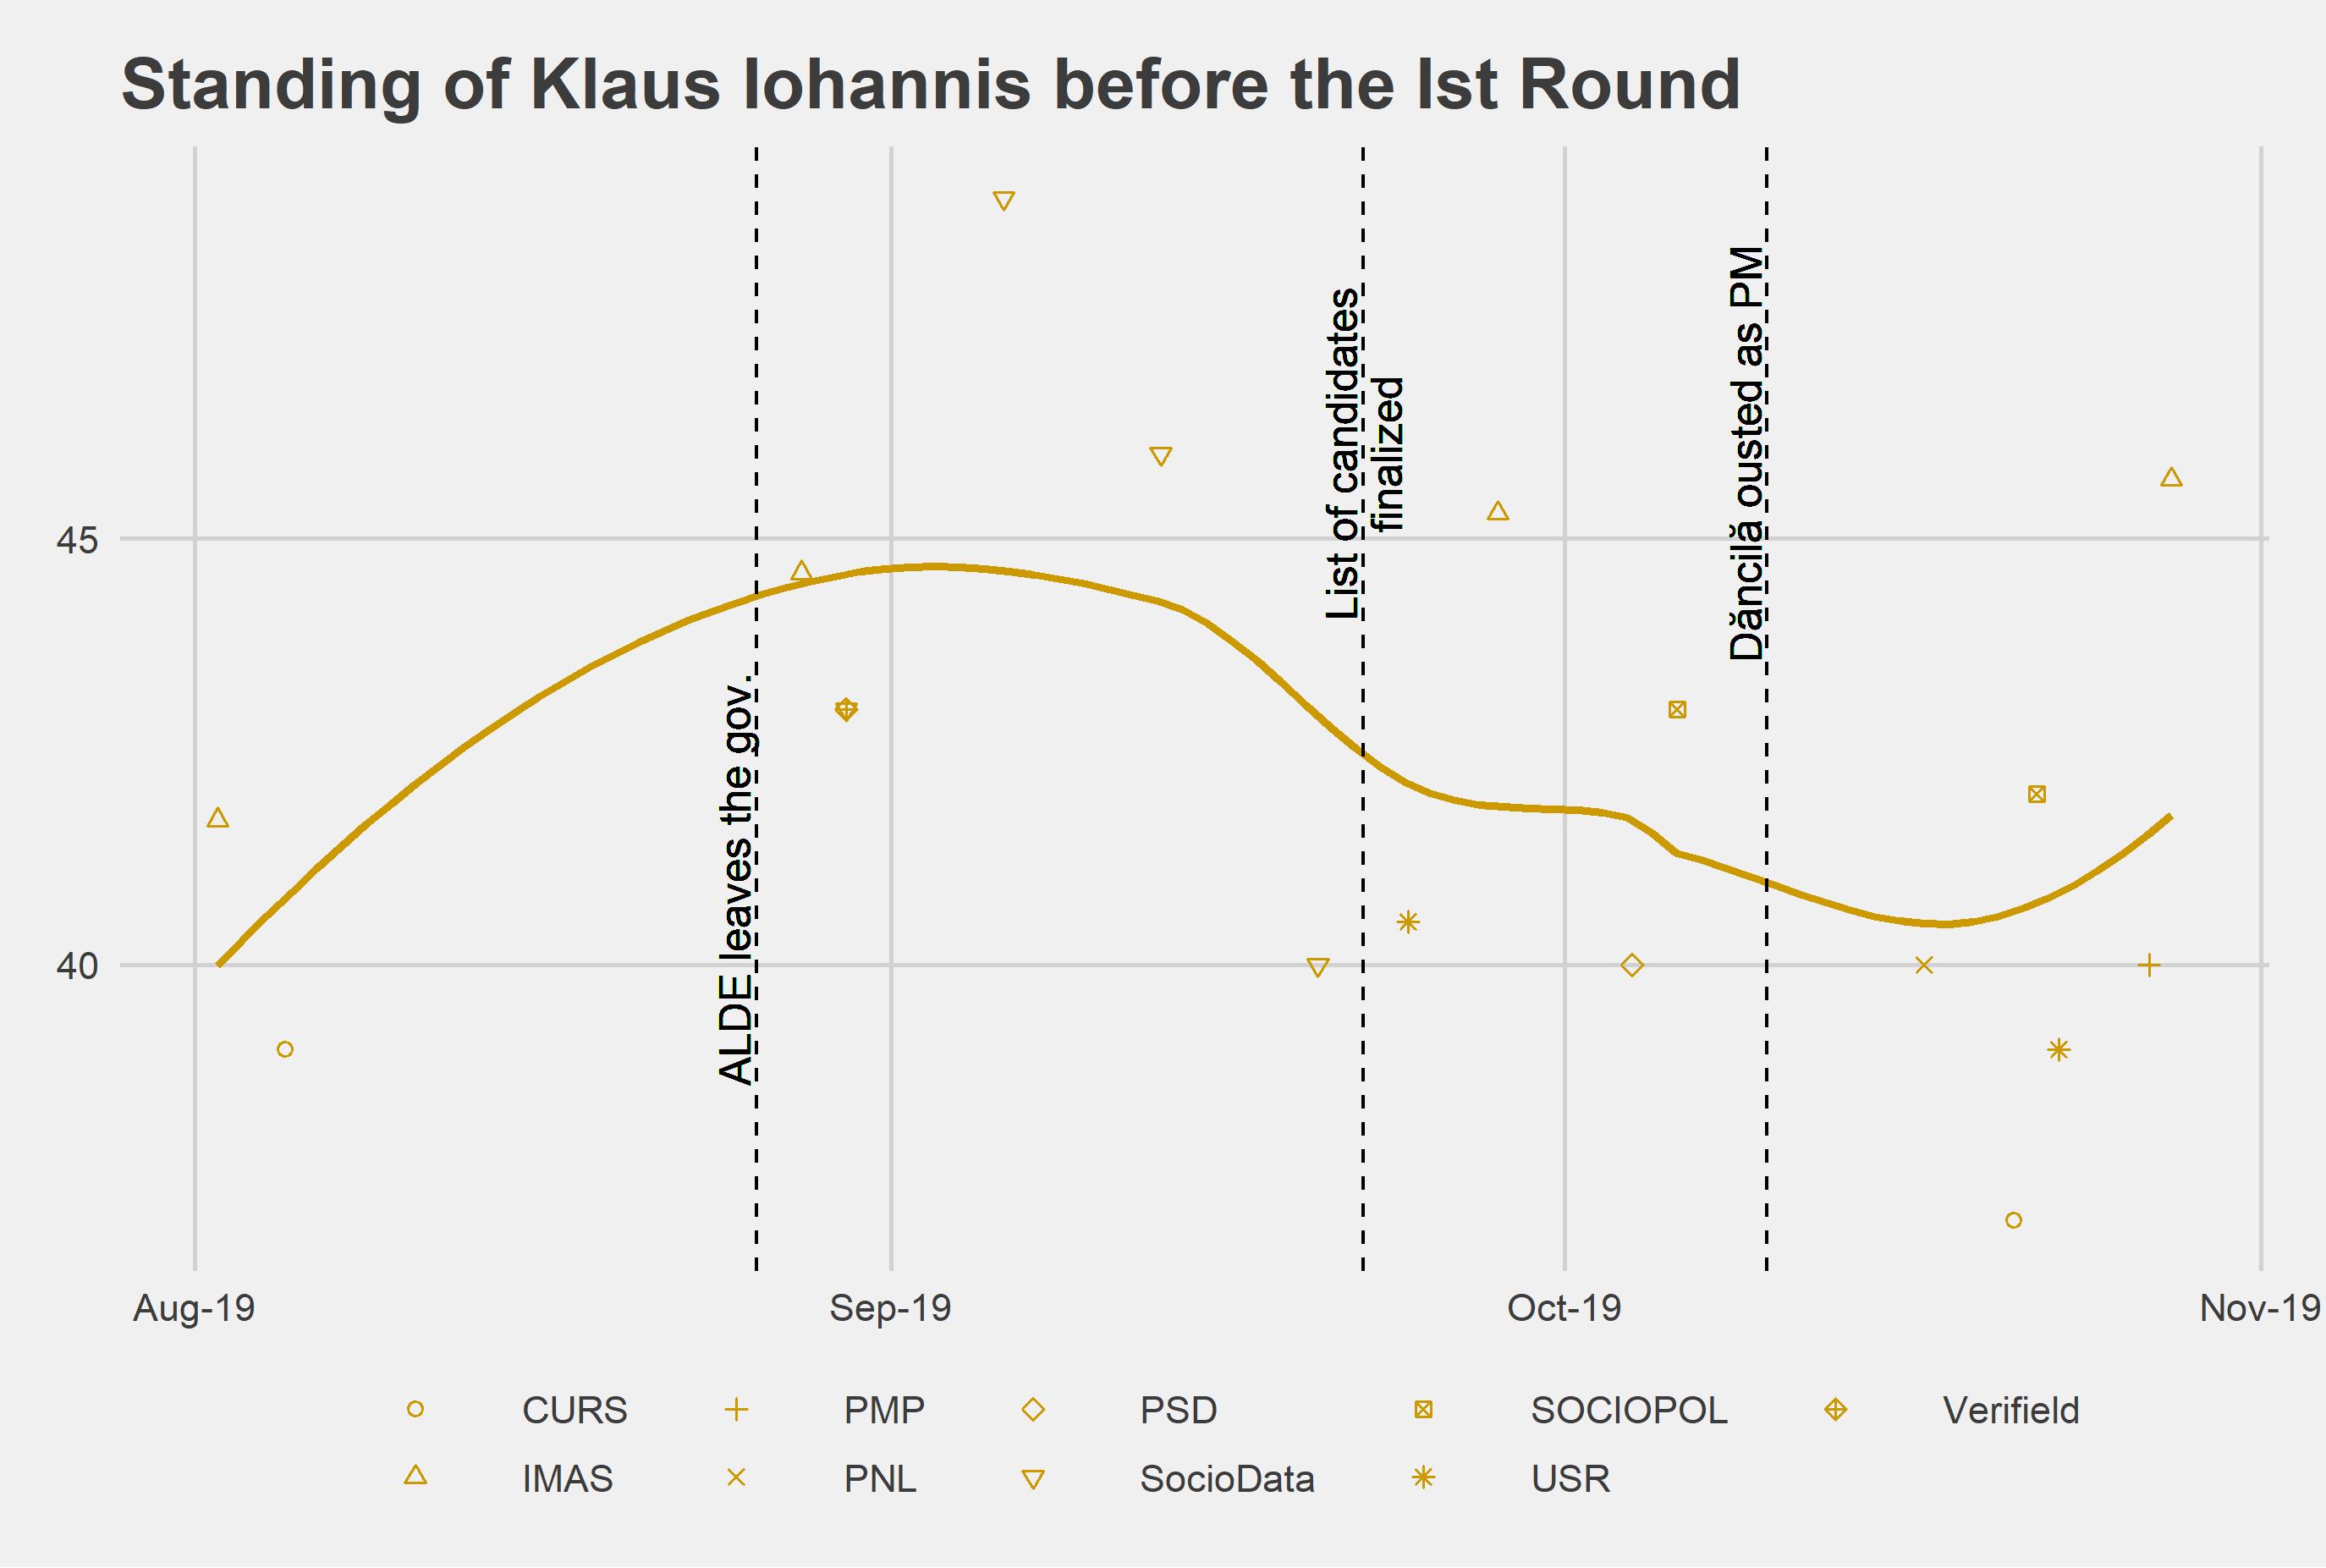 Standing of Klaus Iohannis before the Ist Round
45
40
ALDE leaves the gov.
List of candidates
finalized
Dăncilă ousted as PM
Aug-19
Sep-19
Oct-19
Nov-19
CURS
PMP
PSD
SOCIOPOL
Verifield
IMAS
PNL
SocioData
USR